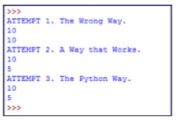 >>>
ATTEMPT 1. The Wrong Way.
10
10
ATTEMPT 2. A Way that Works.
10
5
ATTEMPT 3. The Python Way.
10
5
>>>